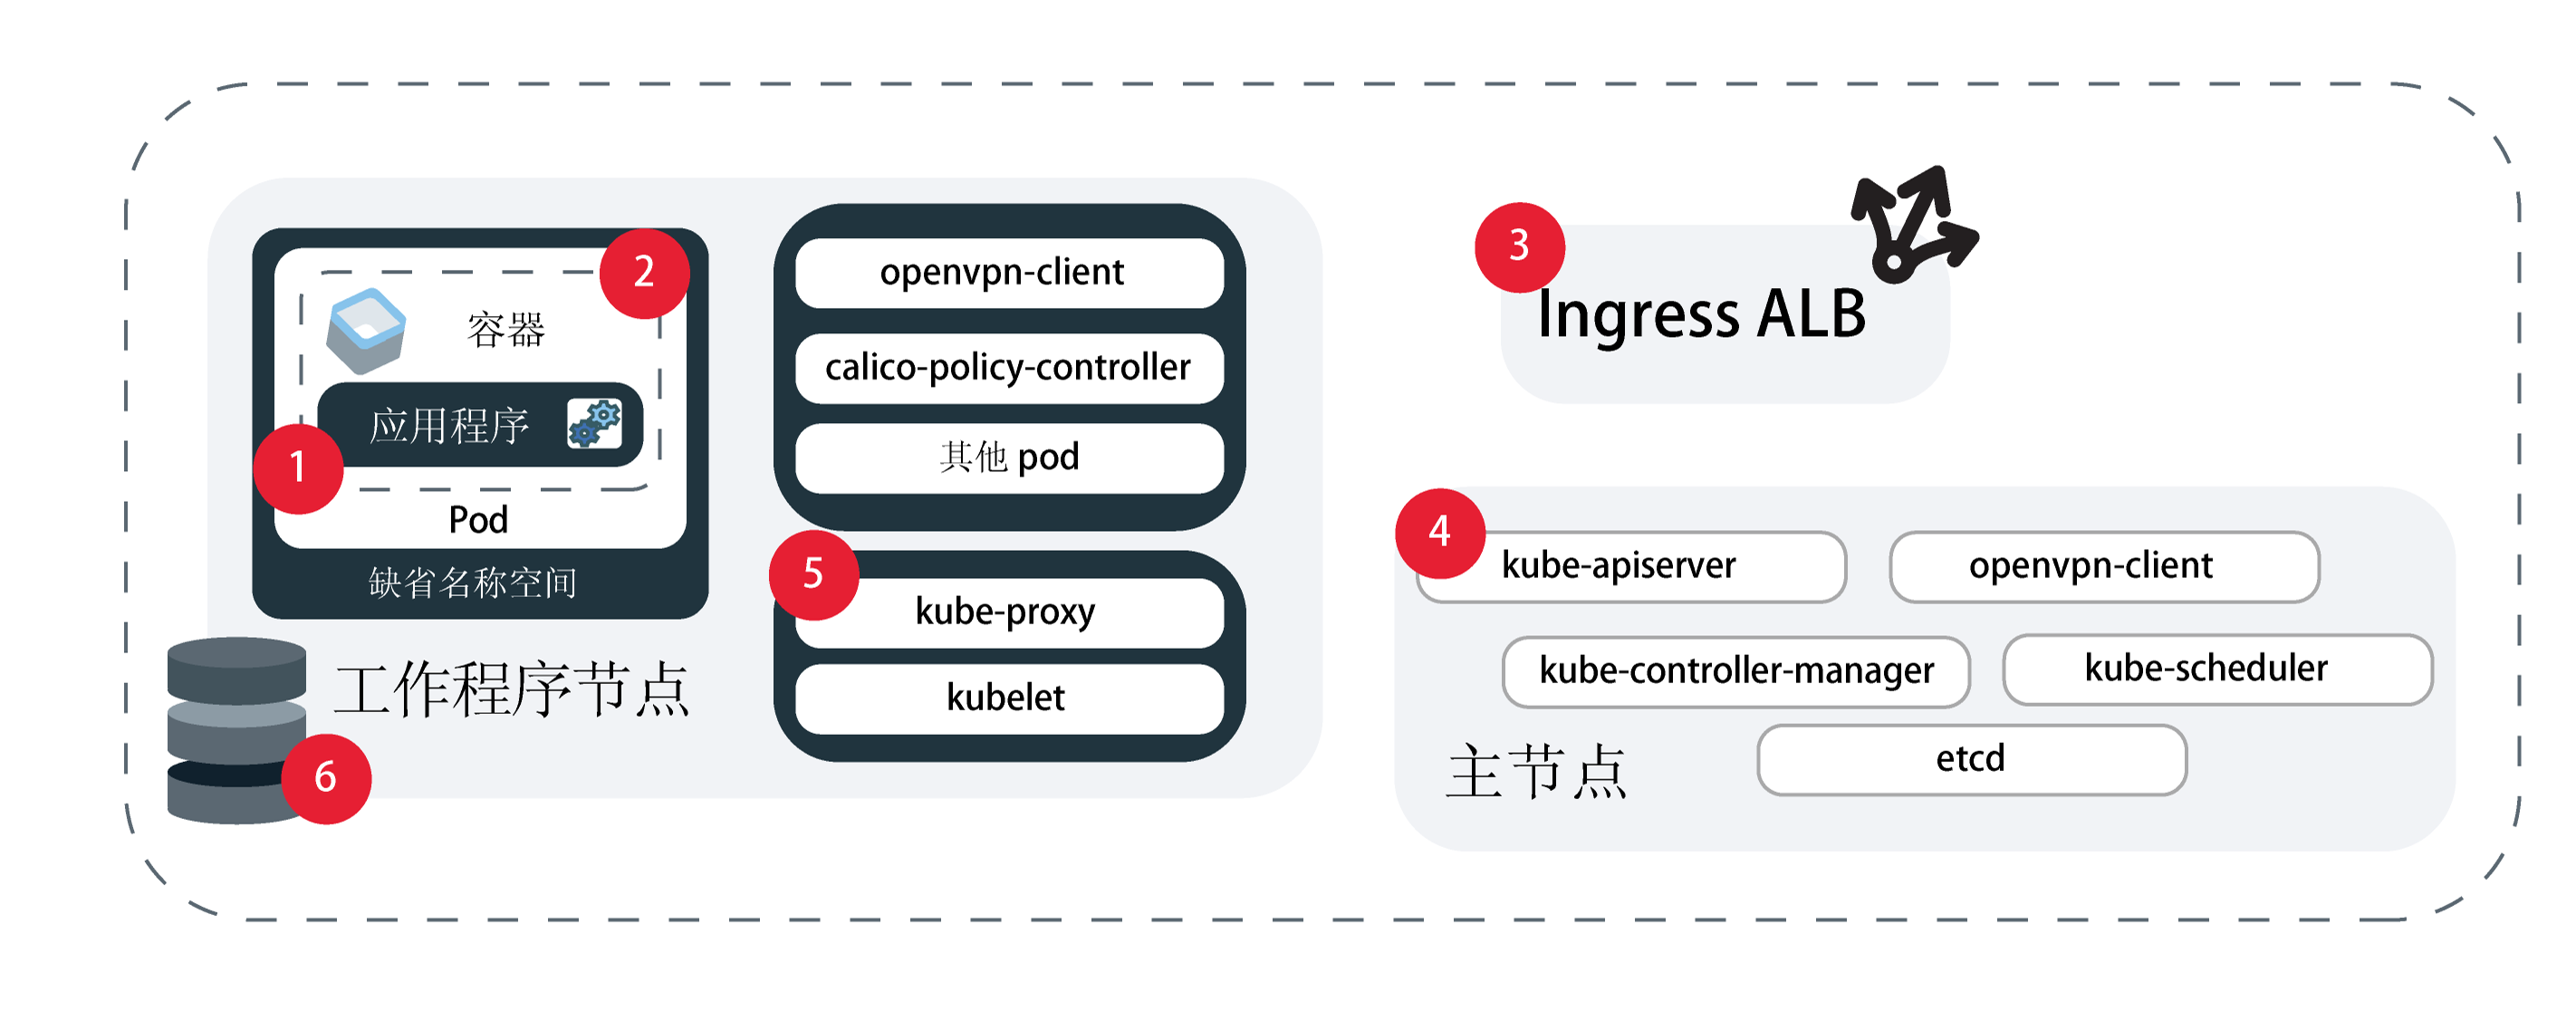 2
容器
应用程序
1
Pod
缺省名称空间
工作程序节点
6
openvpn-client
calico-policy-controller
其他 pod
5
kube-proxy
kubelet
3
Ingress ALB
4
kube-apiserver
openvpn-client
kube-controller-manager
kube-scheduler
etcd
主节点